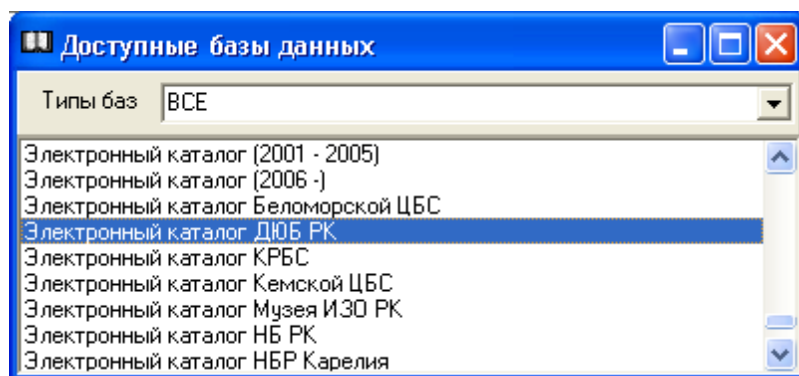 Доступные базы данных
Типы баз ВСЕ
Электронный каталог (2001 - 2005)
Электронный каталог (2006 -)
Электронный каталог Беломорской ЦБС
Электронный каталог ДЮБ РК
Электронный каталог КРБС
Электронный каталог Кемской ЦБС
Электронный каталог Музея ИЗО РК
Электронный каталог НБ РК
Электронный каталог НБР Карелия